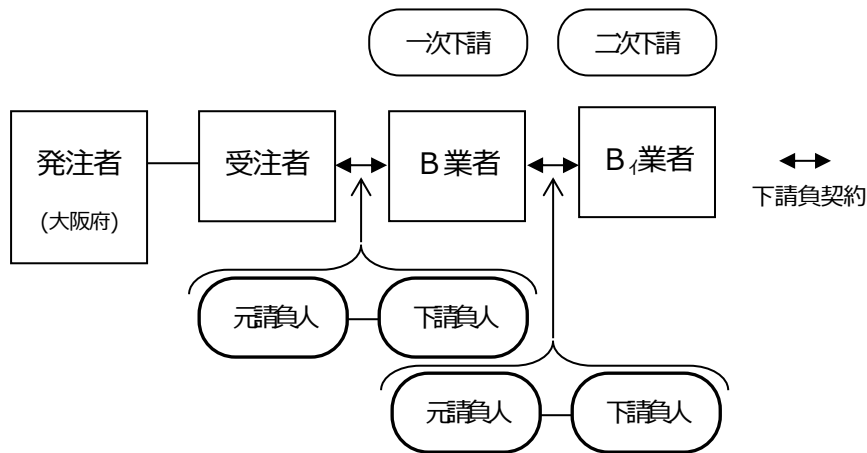 一次下請
二次下請
発注者
(大阪府)
受注者
B業者
Bイ業者
下請負契約
元請負人
下請負人
元請負人
下請負人